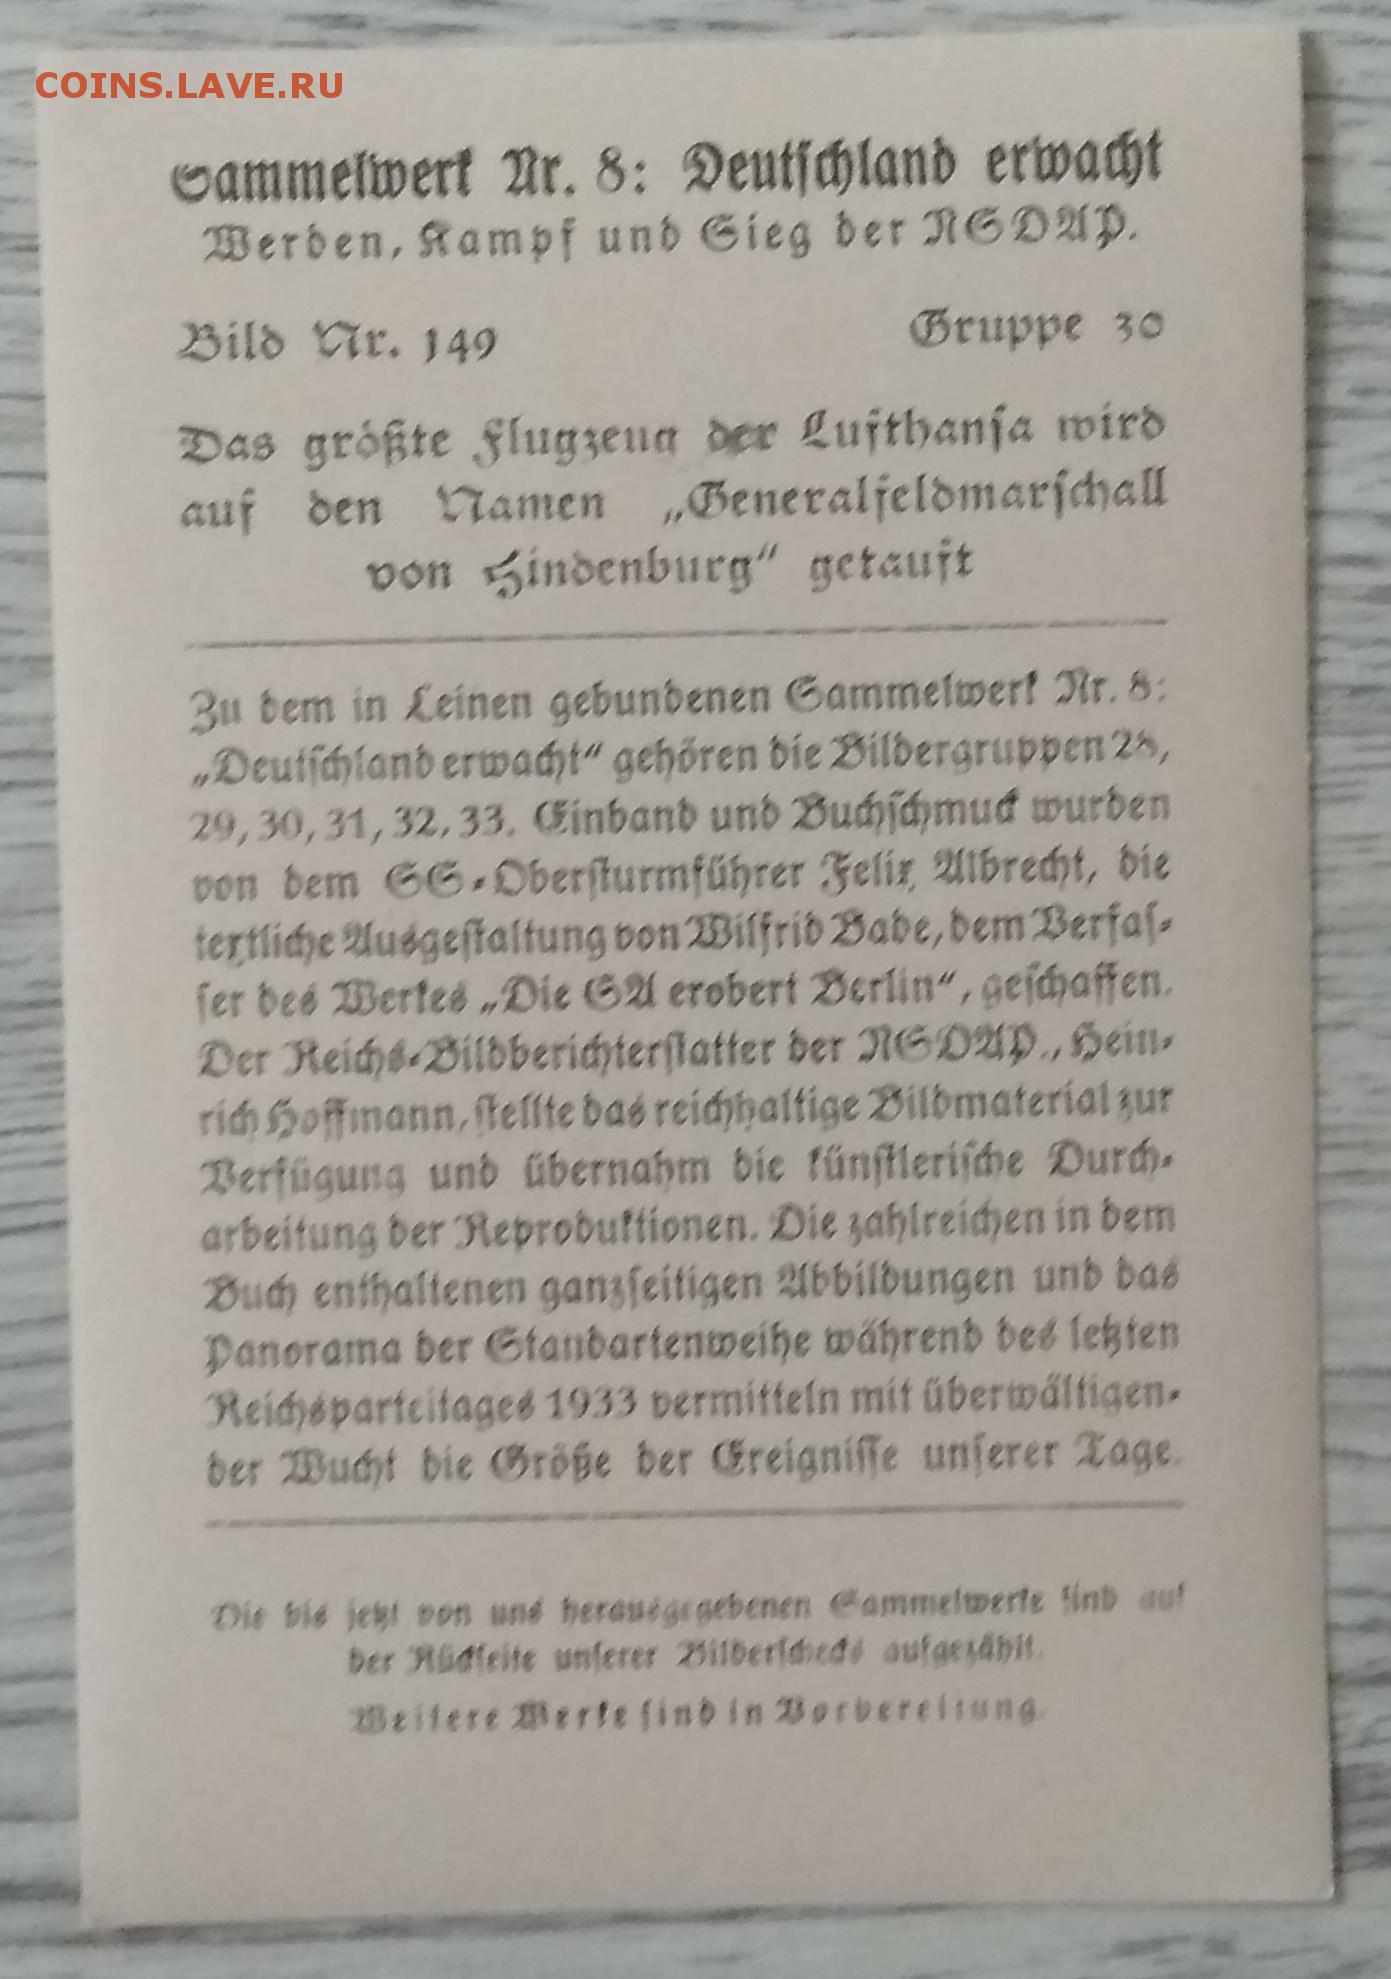 COINS.LAVE.RU
Sammelwerk Nr. 8: Deutſchland erwacht
Werden, Kampf und Sieg der NSDAP.
Bild Nr. 149 Gruppe 30
Das größte Flugzeug der Lufthanſa wird
auf den Namen „Generalfeldmarſchall
von Hindenburg“ getauft
Zu dem in Leinen gebundenen Sammelwerk Nr. 8:
„Deutſchland erwacht“ gehören die Bildergruppen 28,
29, 30, 31, 32, 33. Einband und Buchſchmuck wurden
von dem SS-Oberſturmführer Felix Albrecht, die
textliche Ausgeſtaltung von Wilfrid Bade, dem Verfaſ-
ſer des Werkes „Die SA erobert Berlin“, geſchaffen.
Der Reichs-Bildberichterſtatter der NSDAP., Hein-
rich Hoffmann, ſtellte das reichhaltige Bildmaterial zur
Verfügung und übernahm die künſtleriſche Durch-
arbeitung der Reproduktionen. Die zahlreichen in dem
Buch enthaltenen ganzſeitigen Abbildungen und das
Panorama der Standartenweihe während des letzten
Reichsparteitages 1933 vermitteln mit überwältigen-
der Wucht die Größe der Ereigniſſe unſerer Tage.
Die bis jetzt von uns herausgegebenen Sammelwerke ſind auf
der Rückſeite unſerer Bilderſchecks aufgezählt.
Weitere Werke ſind in Vorbereitung.